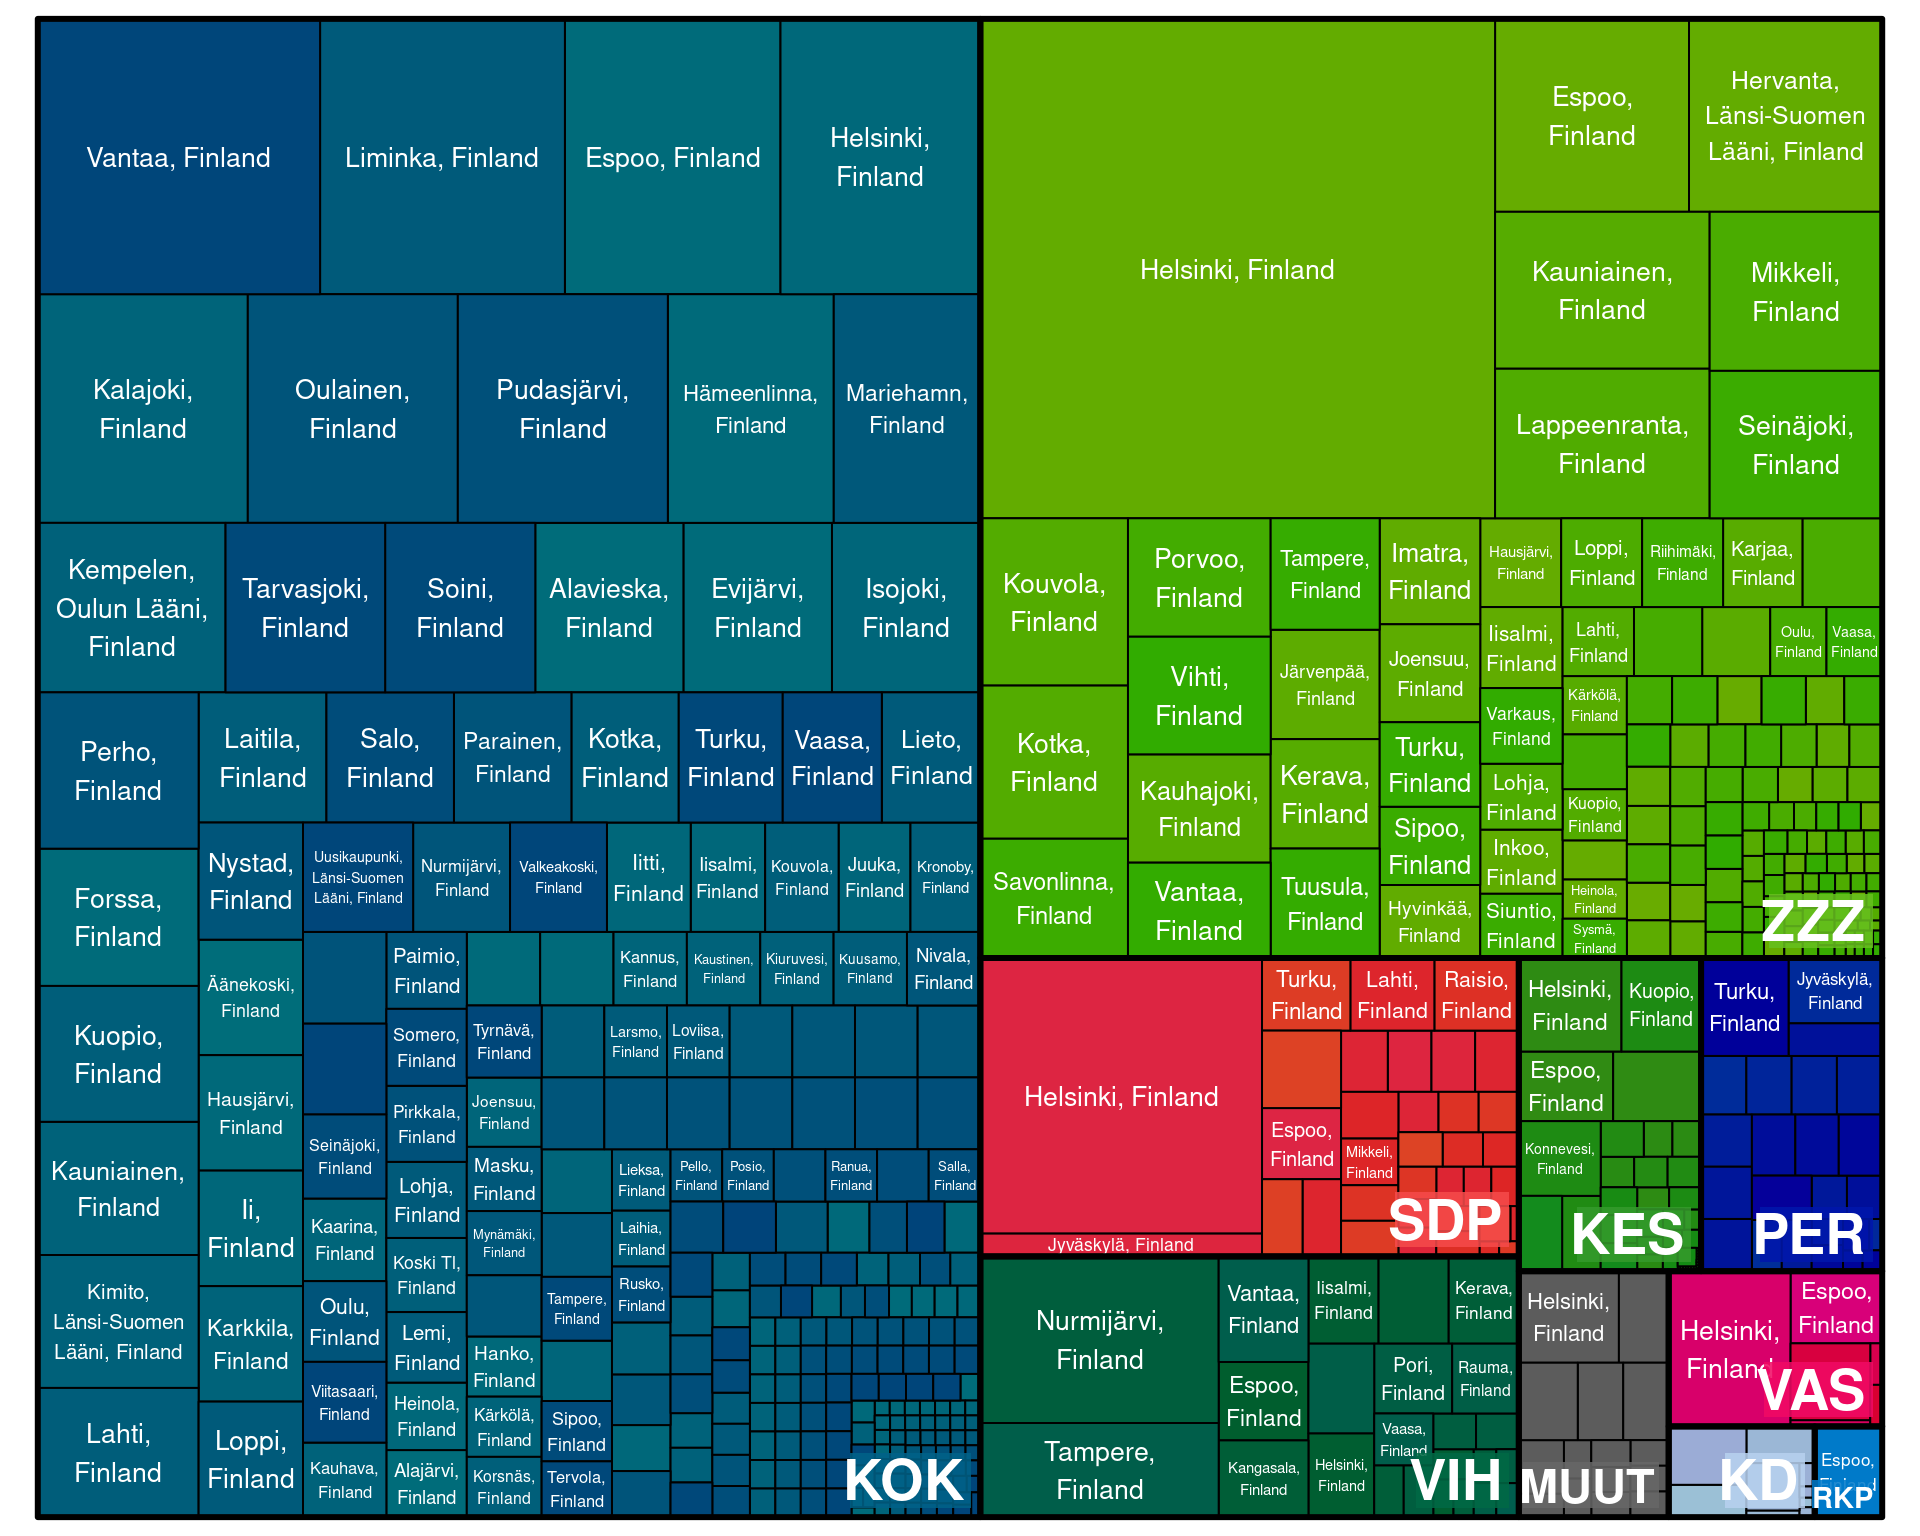 Vantaa, Finland
Liminka, Finland
Espoo, Finland
Helsinki,
Finland
Kalajoki,
Finland
Oulainen,
Finland
Pudasjärvi,
Finland
Hämeenlinna,
Finland
Mariehamn,
Finland
Kempelen,
Oulun Lääni,
Finland
Tarvasjoki,
Finland
Soini,
Finland
Alavieska,
Finland
Evijärvi,
Finland
Isojoki,
Finland
Perho,
Finland
Forssa,
Finland
Kuopio,
Finland
Kauniainen,
Finland
Kimito,
Länsi-Suomen
Lääni, Finland
Lahti,
Finland
Laitila,
Finland
Salo,
Finland
Parainen,
Finland
Kotka,
Finland
Turku,
Finland
Vaasa,
Finland
Lieto,
Finland
Nystad,
Finland
Äänekoski,
Finland
Hausjärvi,
Finland
Ii,
Finland
Karkkila,
Finland
Loppi,
Finland
Uusikaupunki,
Länsi-Suomen
Lääni, Finland
Nurmijärvi,
Finland
Valkeakoski,
Finland
Iitti,
Finland
Iisalmi,
Finland
Kouvola,
Finland
Juuka,
Finland
Kronoby,
Finland
Seinäjoki,
Finland
Kaarina,
Finland
Oulu,
Finland
Viitasaari,
Finland
Kauhava,
Finland
Paimio,
Finland
Somero,
Finland
Pirkkala,
Finland
Lohja,
Finland
Koski Tl,
Finland
Lemi,
Finland
Heinola,
Finland
Alajärvi,
Finland
Kannus,
Finland
Kaustinen,
Finland
Kiuruvesi,
Finland
Kuusamo,
Finland
Nivala,
Finland
Tyrnävä,
Finland
Joensuu,
Finland
Masku,
Finland
Mynämäki,
Finland
Hanko,
Finland
Kärkölä,
Finland
Korsnäs,
Finland
Larsmo,
Finland
Loviisa,
Finland
Tampere,
Finland
Sipoo,
Finland
Tervola,
Finland
Lieksa,
Finland
Laihia,
Finland
Rusko,
Finland
Pello,
Finland
Posio,
Finland
Ranua,
Finland
Salla,
Finland
KOK
Helsinki, Finland
Espoo,
Finland
Hervanta,
Länsi-Suomen
Lääni, Finland
Kauniainen,
Finland
Mikkeli,
Finland
Lappeenranta,
Finland
Seinäjoki,
Finland
Kouvola,
Finland
Kotka,
Finland
Savonlinna,
Finland
Porvoo,
Finland
Vihti,
Finland
Kauhajoki,
Finland
Vantaa,
Finland
Tampere,
Finland
Järvenpää,
Finland
Kerava,
Finland
Tuusula,
Finland
Imatra,
Finland
Joensuu,
Finland
Turku,
Finland
Sipoo,
Finland
Hyvinkää,
Finland
Hausjärvi,
Finland
Loppi,
Finland
Riihimäki,
Finland
Karjaa,
Finland
Iisalmi,
Finland
Varkaus,
Finland
Lohja,
Finland
Inkoo,
Finland
Siuntio,
Finland
Lahti,
Finland
Oulu,
Finland
Vaasa,
Finland
Kärkölä,
Finland
Kuopio,
Finland
Heinola,
Finland
Sysmä,
Finland
ZZZ
Helsinki, Finland
Jyväskylä, Finland
Turku,
Finland
Lahti,
Finland
Raisio,
Finland
Espoo,
Finland
Mikkeli,
Finland
SDP
Helsinki,
Finland
Kuopio,
Finland
Espoo,
Finland
Konnevesi,
Finland
KES
Turku,
Finland
Jyväskylä,
Finland
PER
Nurmijärvi,
Finland
Tampere,
Finland
Vantaa,
Finland
Espoo,
Finland
Kangasala,
Finland
Iisalmi,
Finland
Kerava,
Finland
Pori,
Finland
Rauma,
Finland
Vaasa,
Finland
Helsinki,
Finland
VIH
Helsinki,
Finland
MUUT
Helsinki,
Finland
Espoo,
Finland
VAS
KD
Espoo,
Finland
RKP